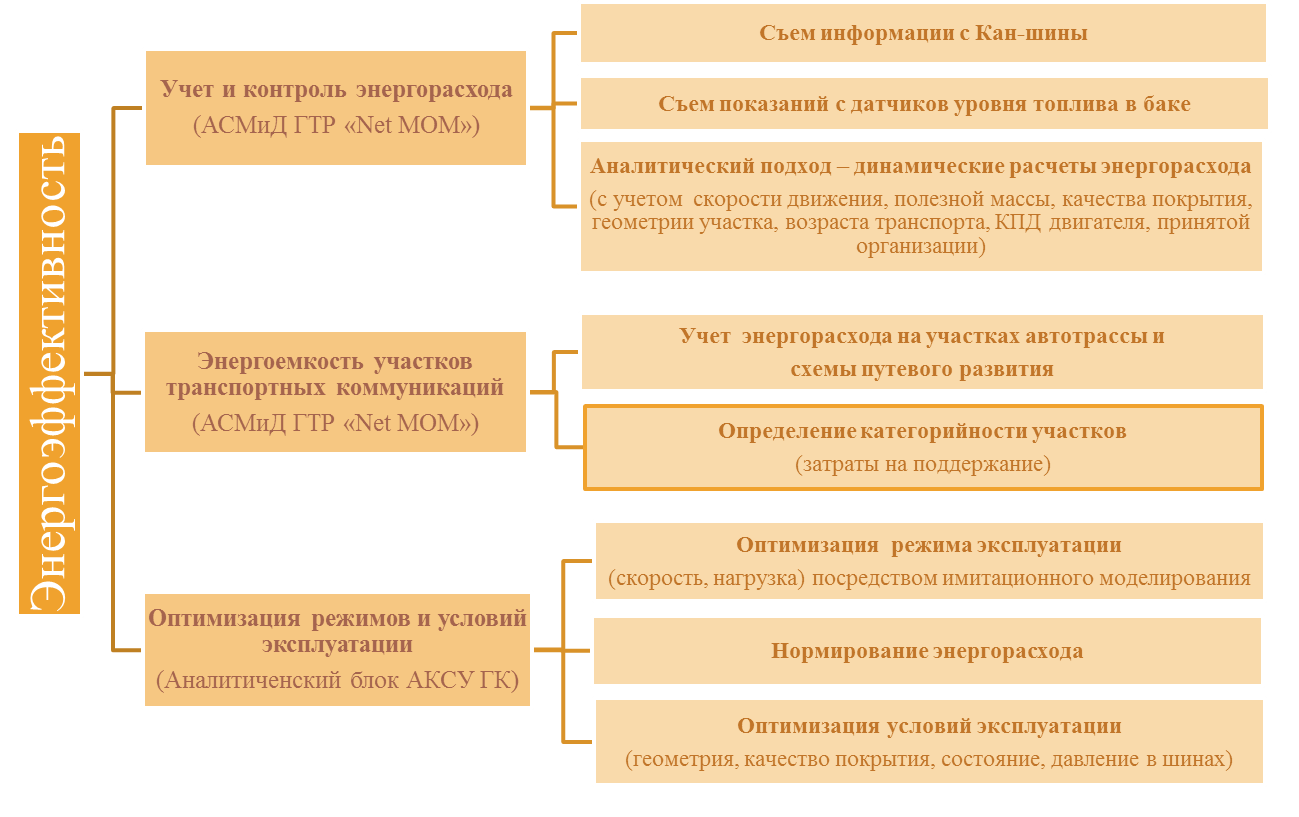 Энергоэффективность
Учет и контроль энергорасхода
(АСМиД ГТР «Net МОМ»)
Съем информации с Кан-шины
Съем показаний с датчиков уровня топлива в баке
Аналитический подход – динамические расчеты энергорасхода
(с учетом скорости движения, полезной массы, качества покрытия,
геометрии участка, возраста транспорта, КПД двигателя, принятой
организации)
Энергоемкость участков
транспортных коммуникаций
(АСМиД ГТР «Net МОМ»)
Учет энергорасхода на участках автотрассы и
схемы путевого развития
Определение категорийности участков
(затраты на поддержание)
Оптимизация режимов и условий
эксплуатации
(Аналитиченский блок АКСУ ГК)
Оптимизация режима эксплуатации
(скорость, нагрузка) посредством имитационного моделирования
Нормирование энергорасхода
Оптимизация условий эксплуатации
(геометрия, качество покрытия, состояние, давление в шинах)